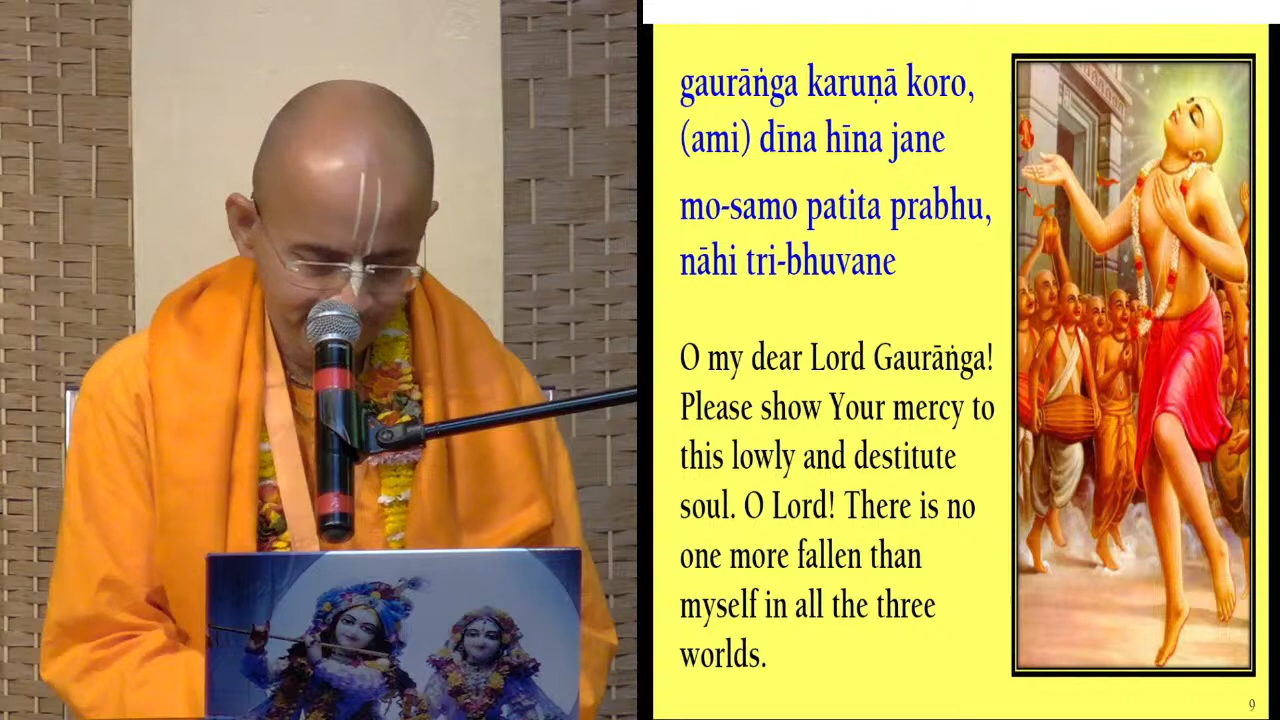 gaurāṅga karuṇā koro,
(ami) dīna hīna jane
mo-samo patita prabhu,
nāhi tri-bhuvane
O my dear Lord Gaurāṅga!
Please show Your mercy to
this lowly and destitute
soul. O Lord! There is no
one more fallen than
myself in all the three
worlds.
9